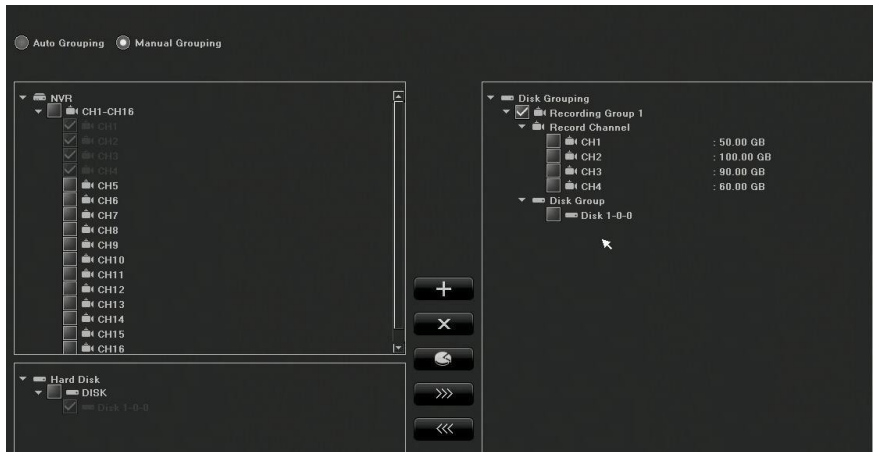 Auto Grouping Manual Grouping
NVR
CH1-CH16
CH1
CH2
CH3
CH4
CH5
CH6
CH7
CH8
CH9
CH10
CH11
CH12
CH13
CH14
CH15
CH16
Hard Disk
DISK
Disk 1-0-0
+
X
>>>
<<<
Disk Grouping
Recording Group 1
Record Channel
CH1 : 50.00 GB
CH2 : 100.00 GB
CH3 : 90.00 GB
CH4 : 60.00 GB
Disk Group
Disk 1-0-0